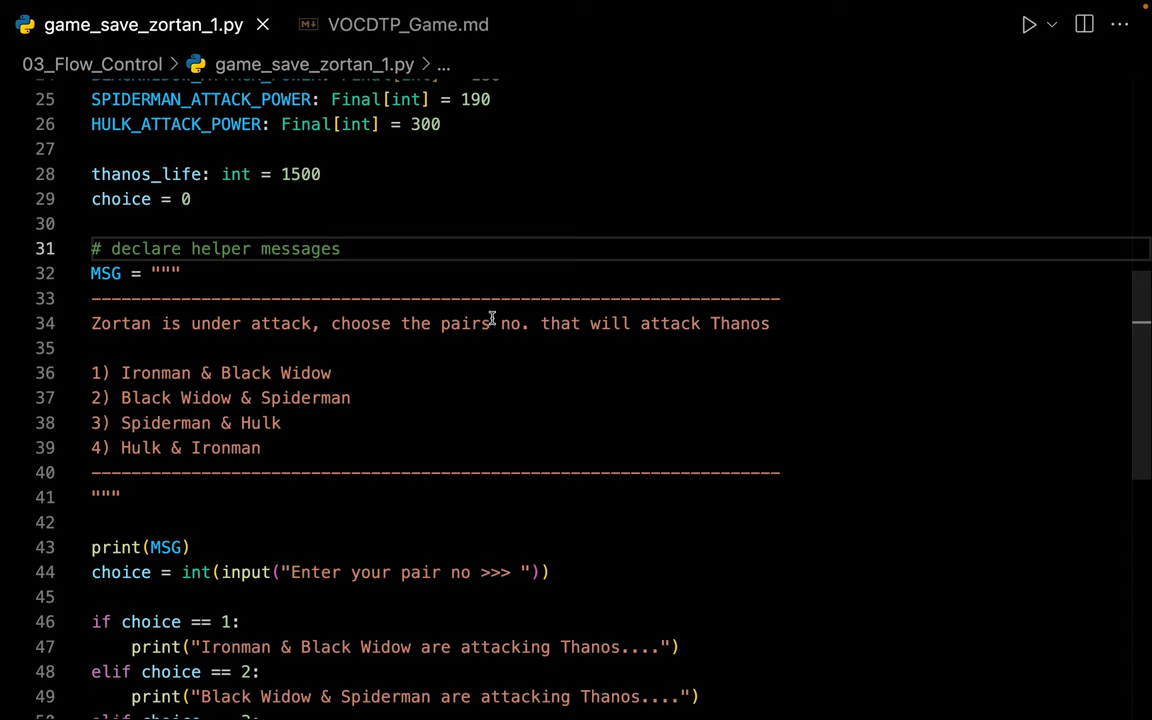 game_save_zortan_1.py VOCDTP_Game.md
03_Flow_Control > game_save_zortan_1.py > ...
25 SPIDERMAN_ATTACK_POWER: Final[int] = 190
26 HULK_ATTACK_POWER: Final[int] = 300
27
28 thanos_life: int = 1500
29 choice = 0
30
31 # declare helper messages
32 MSG = """
33 ---------------------------------------------------------------------
34 Zortan is under attack, choose the pairs no. that will attack Thanos
35
36 1) Ironman & Black Widow
37 2) Black Widow & Spiderman
38 3) Spiderman & Hulk
39 4) Hulk & Ironman
40 ---------------------------------------------------------------------
41 """
42
43 print(MSG)
44 choice = int(input("Enter your pair no >>> "))
45
46 if choice == 1:
47 print("Ironman & Black Widow are attacking Thanos....")
48 elif choice == 2:
49 print("Black Widow & Spiderman are attacking Thanos....")